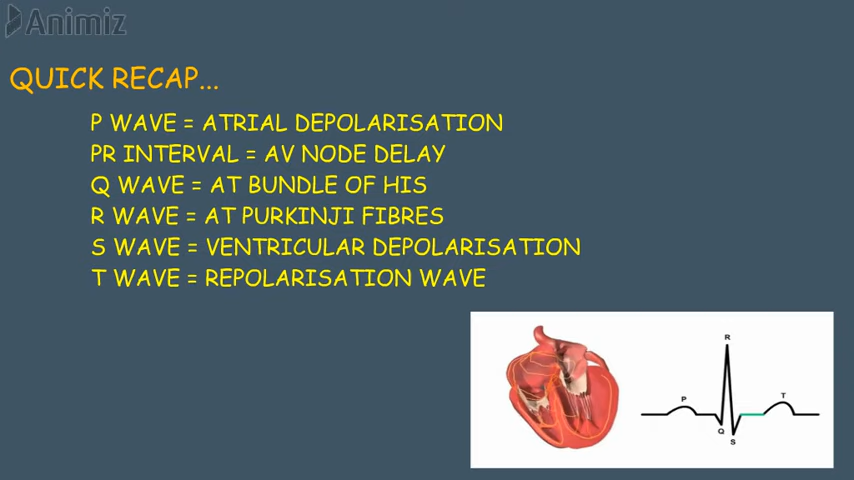 Animiz
QUICK RECAP...
P WAVE = ATRIAL DEPOLARISATION
PR INTERVAL = AV NODE DELAY
Q WAVE = AT BUNDLE OF HIS
R WAVE = AT PURKINJI FIBRES
S WAVE = VENTRICULAR DEPOLARISATION
T WAVE = REPOLARISATION WAVE
R
P
T
Q
S